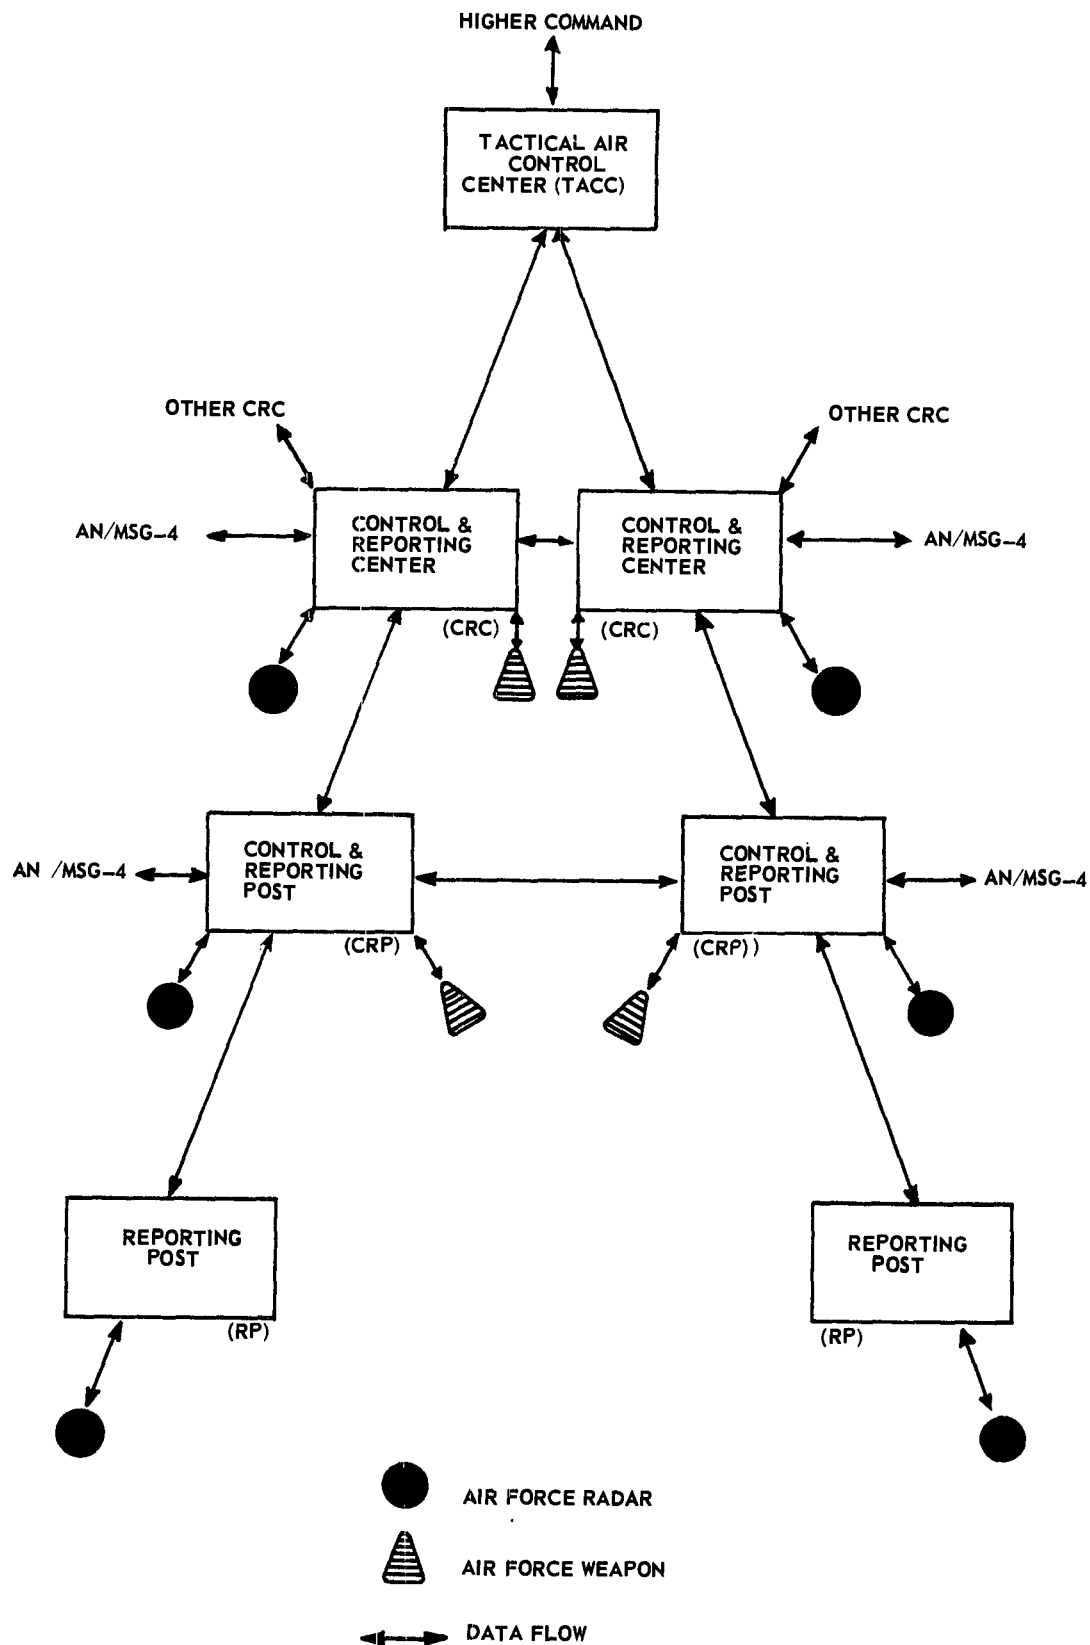 HIGHER COMMAND
TACTICAL AIR
CONTROL
CENTER (TACC)
OTHER CRC
OTHER CRC
AN/MSG-4
CONTROL &
REPORTING
CENTER
CONTROL &
REPORTING
CENTER
AN/MSG-4
(CRC)
(CRC)
AN /MSG-4
CONTROL &
REPORTING
POST
CONTROL &
REPORTING
POST
AN/MSG-4
(CRP)
(CRP) )
REPORTING
POST
REPORTING
POST
(RP)
(RP)
AIR FORCE RADAR
AIR FORCE WEAPON
DATA FLOW